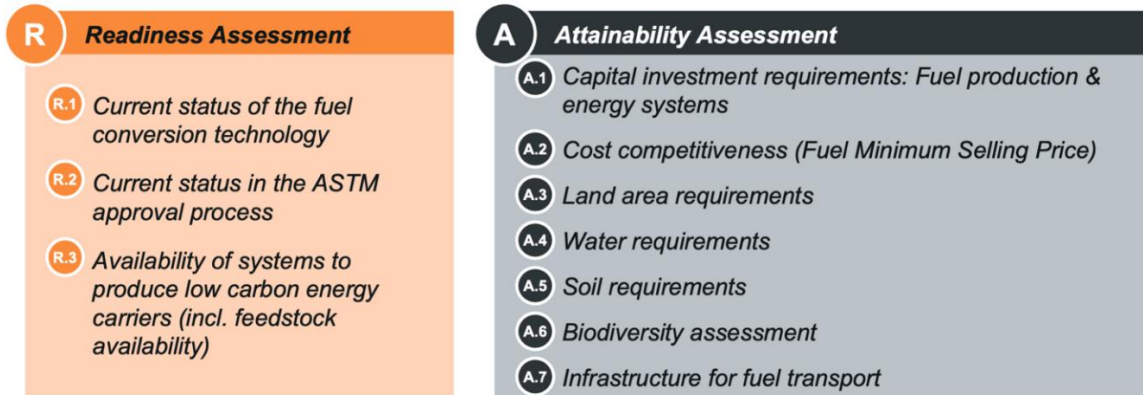 R Readiness Assessment
R.1 Current status of the fuel
conversion technology
R.2 Current status in the ASTM
approval process
R.3 Availability of systems to
produce low carbon energy
carriers (incl. feedstock
availability)
A Attainability Assessment
A.1 Capital investment requirements: Fuel production &
energy systems
A.2 Cost competitiveness (Fuel Minimum Selling Price)
A.3 Land area requirements
A.4 Water requirements
A.5 Soil requirements
A.6 Biodiversity assessment
A.7 Infrastructure for fuel transport